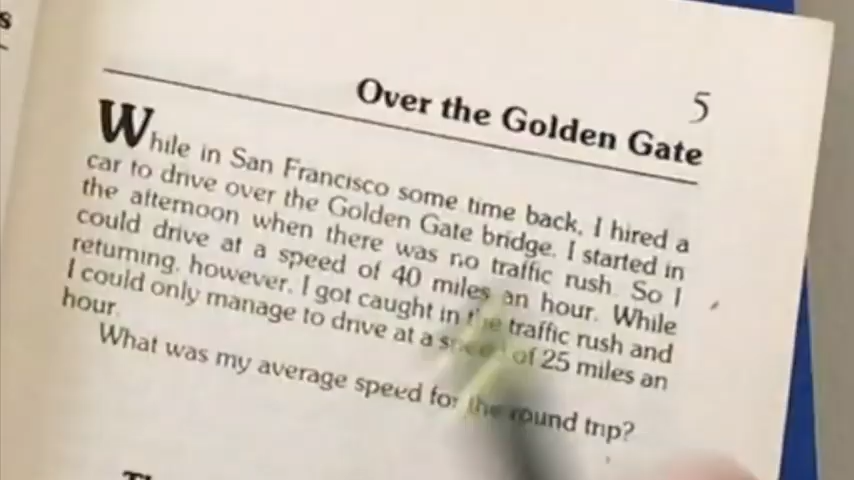 s
5
Over the Golden Gate
While in San Francisco some time back, I hired a
car to drive over the Golden Gate bridge. I started in
the afternoon when there was no traffic rush. So I
could drive at a speed of 40 miles an hour. While
returning, however, I got caught in the traffic rush and
I could only manage to drive at a speed of 25 miles an
hour.
What was my average speed for the round trip?